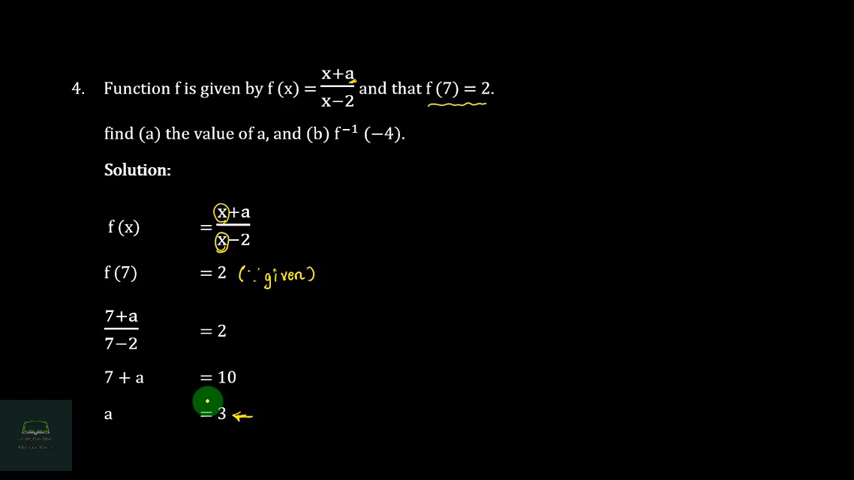 4. Function f is given by f (x) = x+a/x−2 and that f (7) = 2.
find (a) the value of a, and (b) f⁻¹ (−4).
Solution:
f (x) = x+a/x−2
f (7) = 2 (∵ given)
7+a/7−2 = 2
7 + a = 10
a = 3 ←